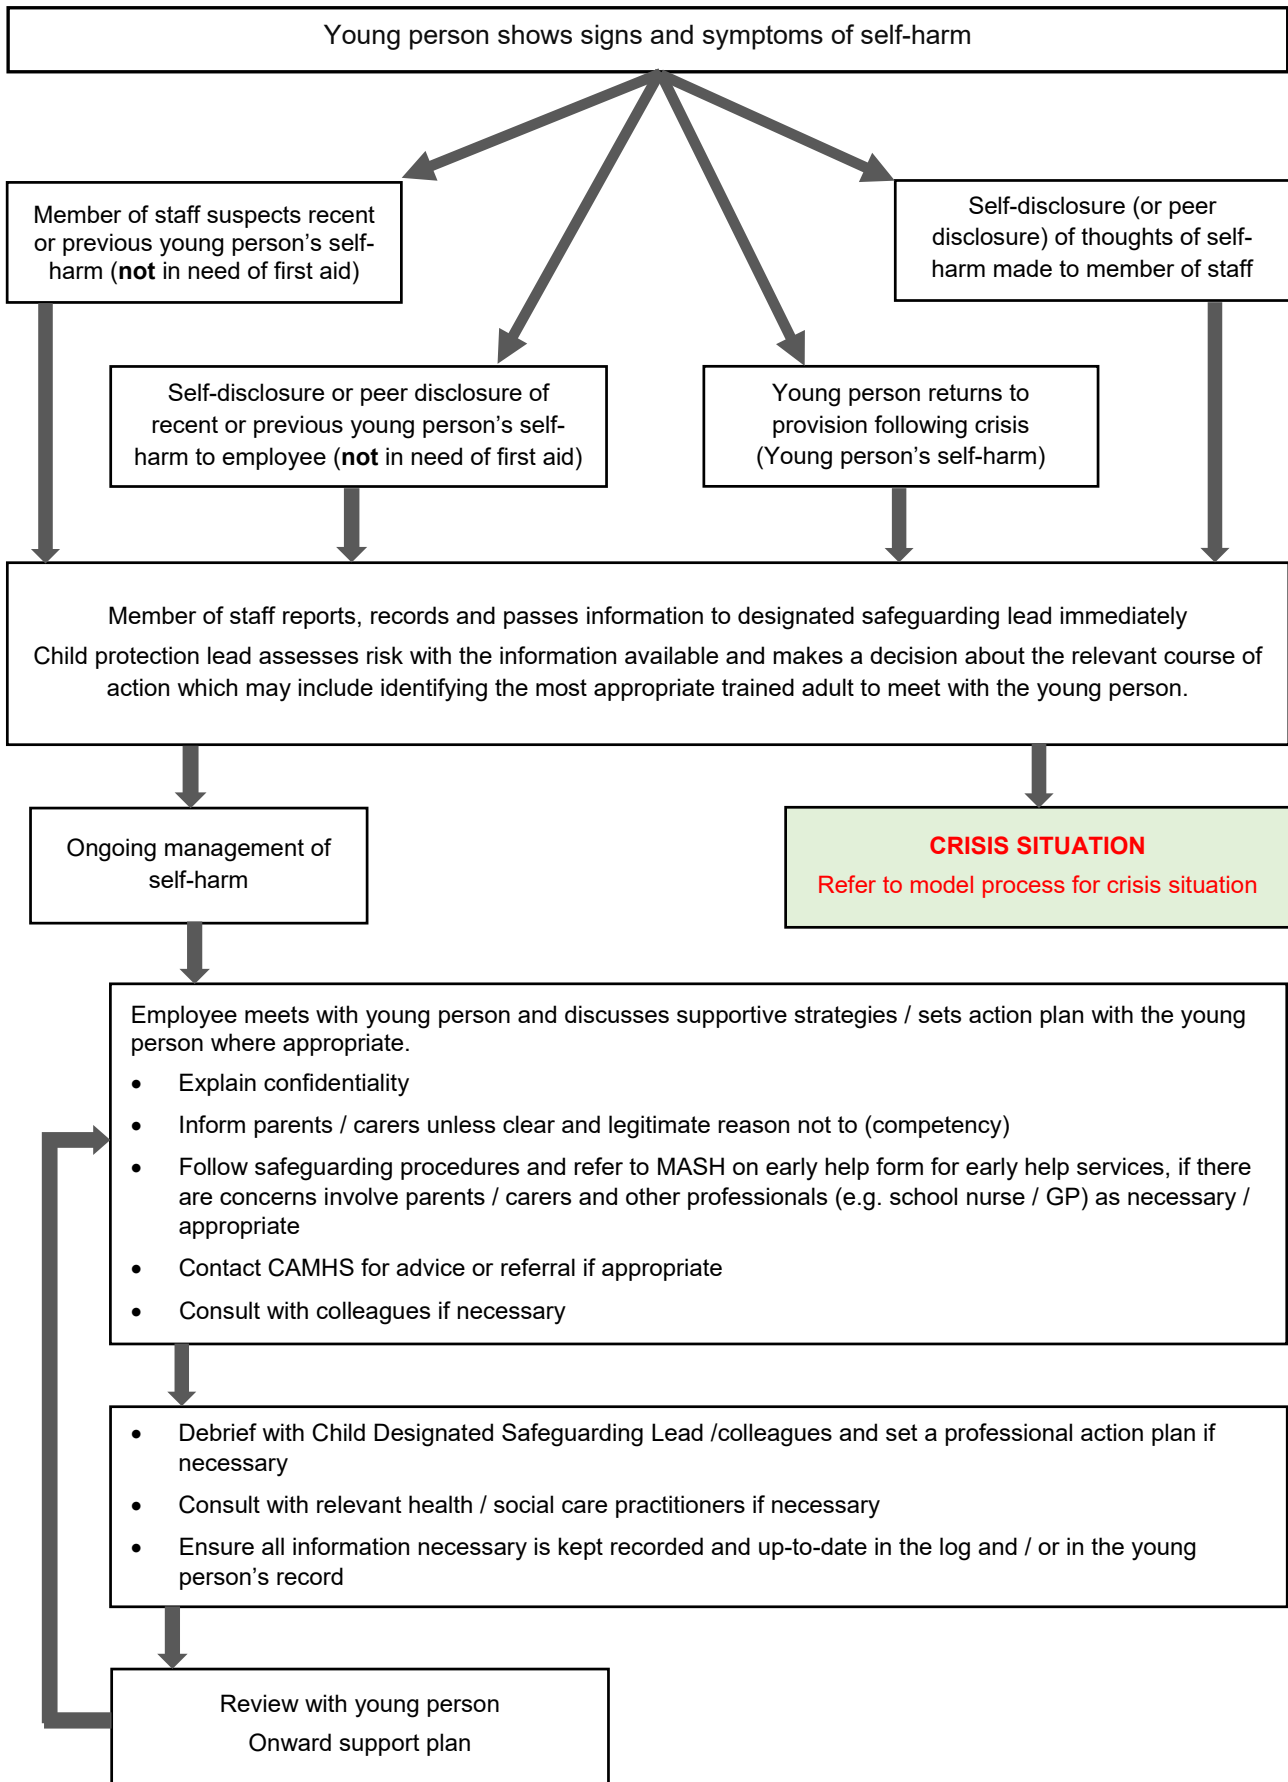 Young person shows signs and symptoms of self-harm
Member of staff suspects recent
or previous young person's self-
harm (not in need of first aid)
Self-disclosure (or peer
disclosure) of thoughts of self-
harm made to member of staff
Self-disclosure or peer disclosure of
recent or previous young person's self-
harm to employee (not in need of first aid)
Young person returns to
provision following crisis
(Young person's self-harm)
Member of staff reports, records and passes information to designated safeguarding lead immediately
Child protection lead assesses risk with the information available and makes a decision about the relevant course of
action which may include identifying the most appropriate trained adult to meet with the young person.
Ongoing management of
self-harm
CRISIS SITUATION
Refer to model process for crisis situation
Employee meets with young person and discusses supportive strategies / sets action plan with the young
person where appropriate.
• Explain confidentiality
• Inform parents / carers unless clear and legitimate reason not to (competency)
• Follow safeguarding procedures and refer to MASH on early help form for early help services, if there
are concerns involve parents / carers and other professionals (e.g. school nurse / GP) as necessary /
appropriate
• Contact CAMHS for advice or referral if appropriate
• Consult with colleagues if necessary
• Debrief with Child Designated Safeguarding Lead /colleagues and set a professional action plan if
necessary
• Consult with relevant health / social care practitioners if necessary
• Ensure all information necessary is kept recorded and up-to-date in the log and / or in the young
person's record
Review with young person
Onward support plan